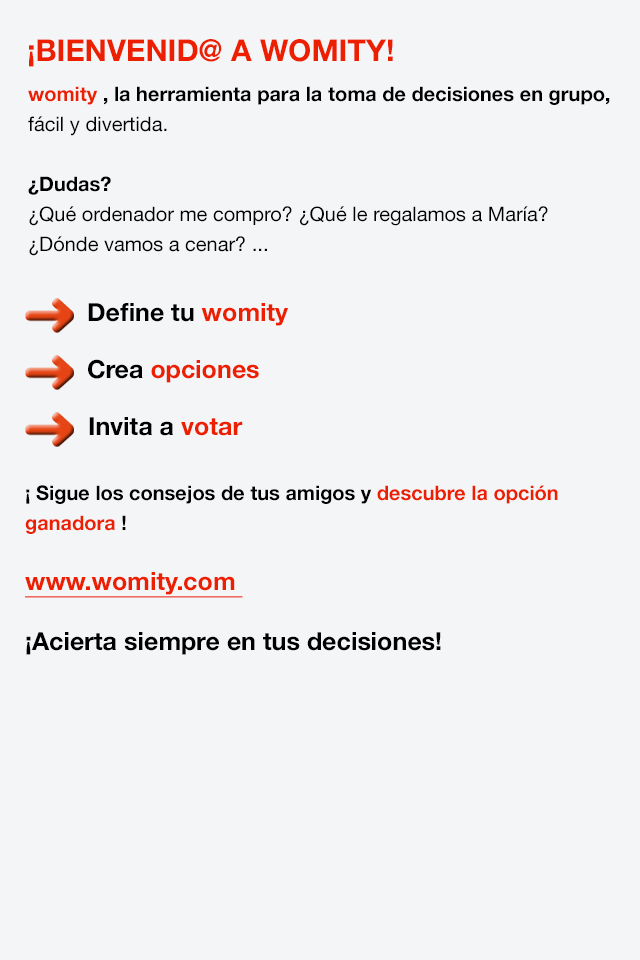 ¡BIENVENID@ A WOMITY!
womity , la herramienta para la toma de decisiones en grupo,
fácil y divertida.
¿Dudas?
¿Qué ordenador me compro? ¿Qué le regalamos a María?
¿Dónde vamos a cenar? ...
Define tu womity
Crea opciones
Invita a votar
¡ Sigue los consejos de tus amigos y descubre la opción
ganadora !
www.womity.com
¡Acierta siempre en tus decisiones!